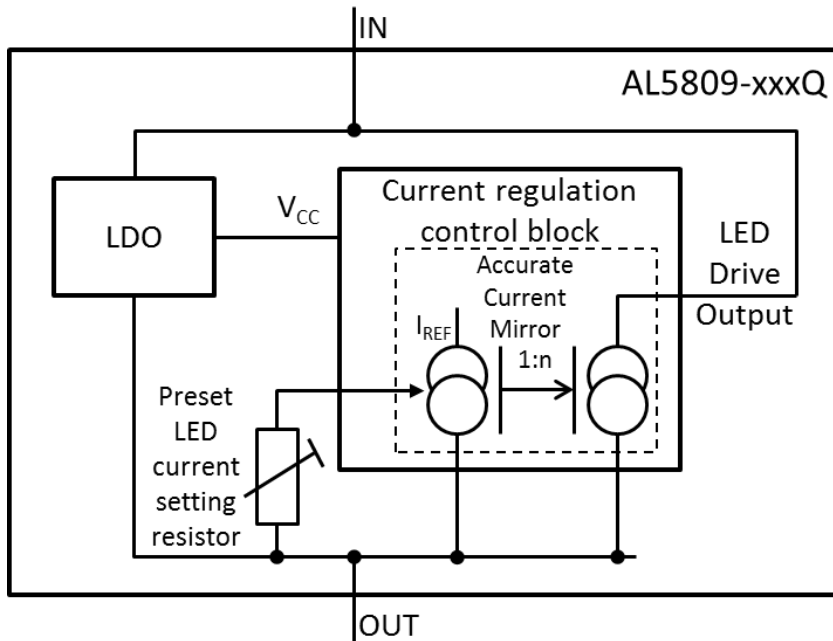 IN
AL5809-xxxQ
LDO
VCC
Current regulation
control block
Accurate
Current
Mirror
1:n
IREF
LED
Drive
Output
Preset
LED
current
setting
resistor
OUT